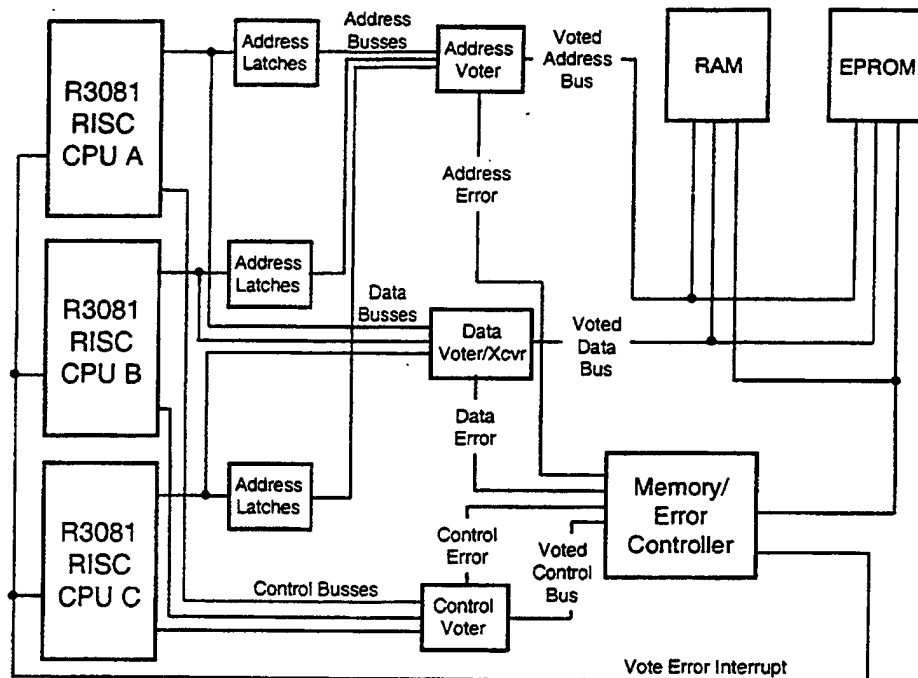 R3081
RISC
CPU A
Address
Latches
Address
Busses
Address
Voter
Voted
Address
Bus
RAM
EPROM
Address
Error
R3081
RISC
CPU B
Address
Latches
Data
Busses
Data
Voter/Xcvr
Voted
Data
Bus
Data
Error
R3081
RISC
CPU C
Address
Latches
Memory/
Error
Controller
Control
Error
Voted
Control
Bus
Control Busses
Control
Voter
Vote Error Interrupt